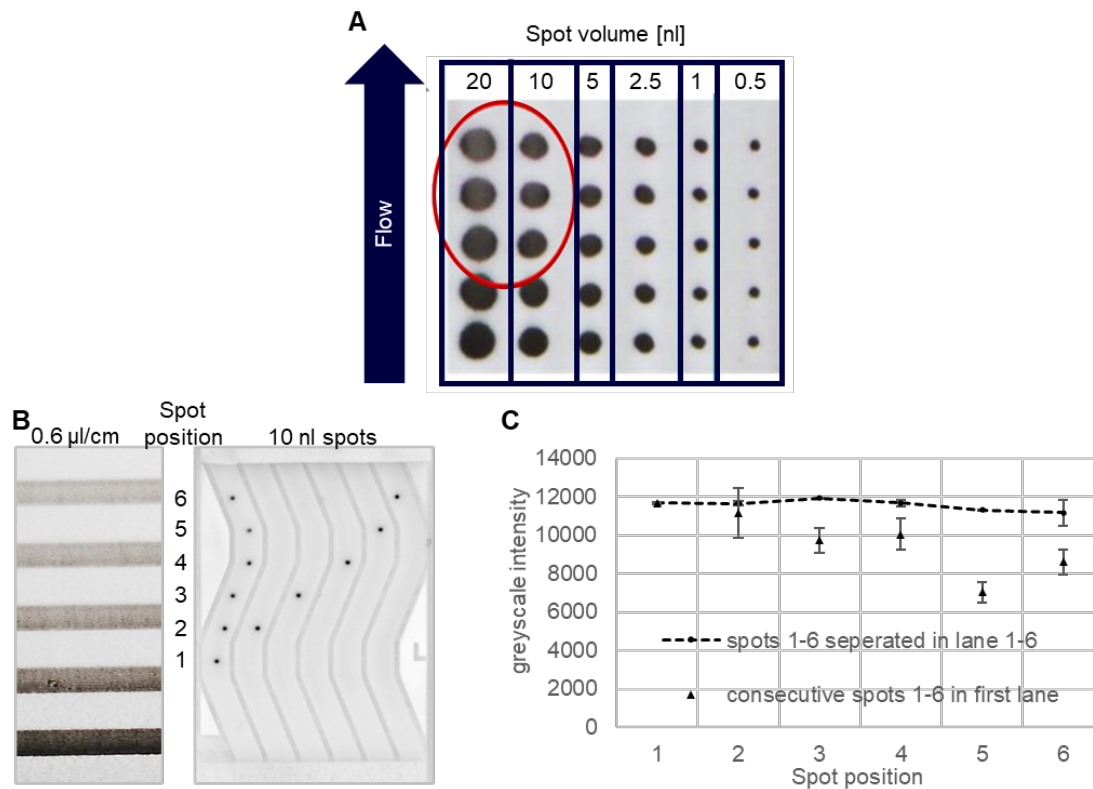 A
Spot volume [nl]
20 10 5 2.5 1 0.5
Flow
B
0.6 µl/cm
Spot position
10 nl spots
6
5
4
3
2
1
L
C
greyscale intensity
14000
12000
10000
8000
6000
4000
2000
0
spots 1-6 seperated in lane 1-6
consecutive spots 1-6 in first lane
1 2 3 4 5 6
Spot position